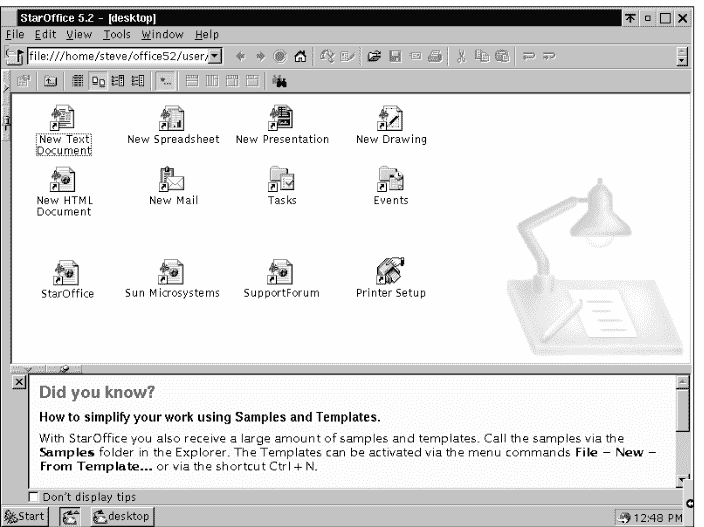 StarOffice 5.2 – [desktop]
File Edit View Tools Window Help
file:///home/steve/office52/user/
New Text Document
New Spreadsheet
New Presentation
New Drawing
New HTML Document
New Mail
Tasks
Events
StarOffice
Sun Microsystems
SupportForum
Printer Setup
Did you know?
How to simplify your work using Samples and Templates.
With StarOffice you also receive a large amount of samples and templates. Call the samples via the
Samples folder in the Explorer. The Templates can be activated via the menu commands File – New –
From Template... or via the shortcut Ctrl + N.
Don't display tips
Start
desktop
12:48 PM